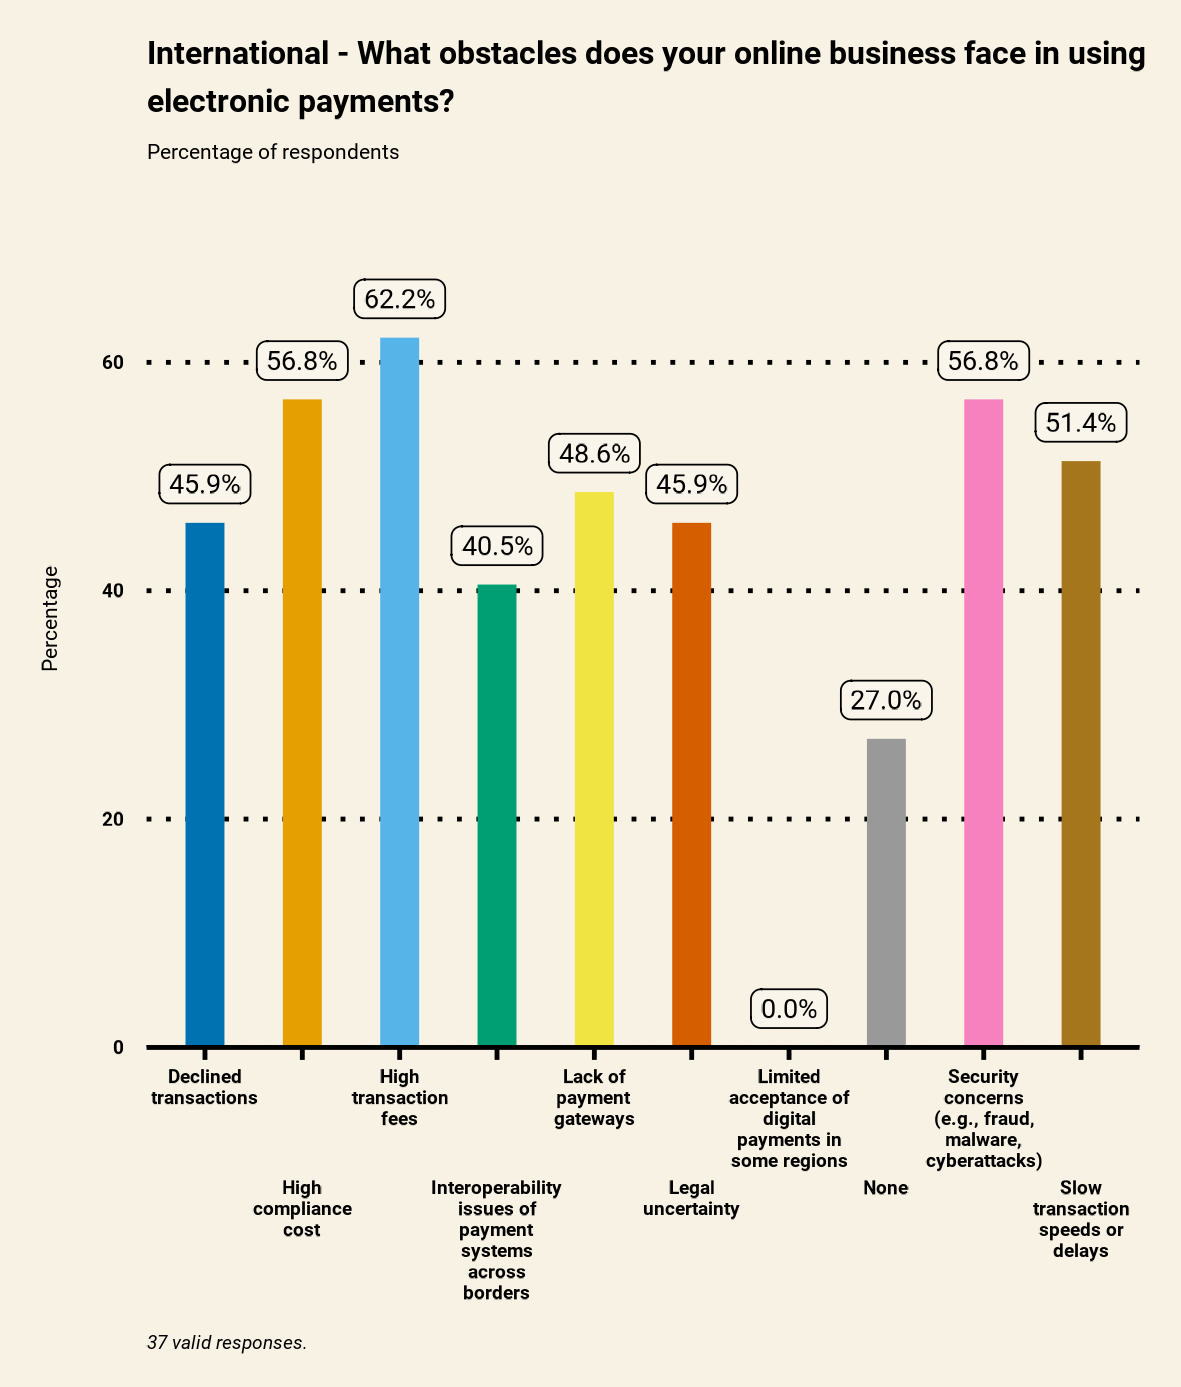 International - What obstacles does your online business face in using
electronic payments?
Percentage of respondents
62.2%
60
56.8%
56.8%
51.4%
48.6%
45.9%
45.9%
40.5%
40
Percentage
27.0%
20
0.0%
0
Declined
transactions
High
transaction
fees
Lack of
payment
gateways
Limited
acceptance of
digital
payments in
some regions
Security
concerns
(e.g., fraud,
malware,
cyberattacks)
High
compliance
cost
Interoperability
issues of
payment
systems
across
borders
Legal
uncertainty
None
Slow
transaction
speeds or
delays
37 valid responses.